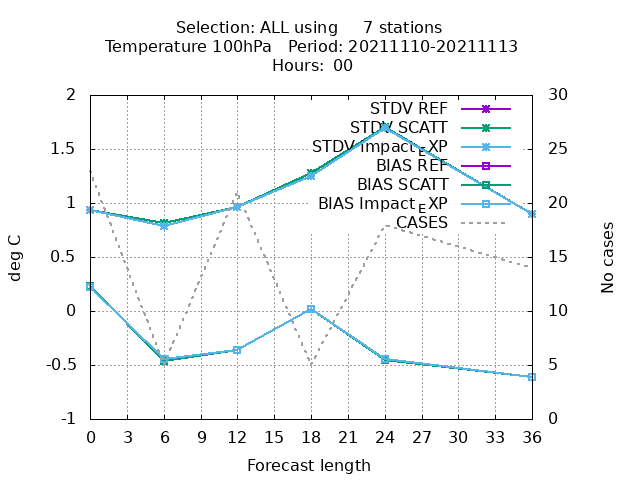 Selection: ALL using 7 stations
Temperature 100hPa Period: 20211110-20211113
Hours: 00
STDV REF
STDV SCATT
STDV Impact_EXP
BIAS REF
BIAS SCATT
BIAS Impact_EXP
CASES
2
1.5
1
0.5
0
-0.5
-1
30
25
20
15
10
5
0
deg C
No cases
0 3 6 9 12 15 18 21 24 27 30 33 36
Forecast length